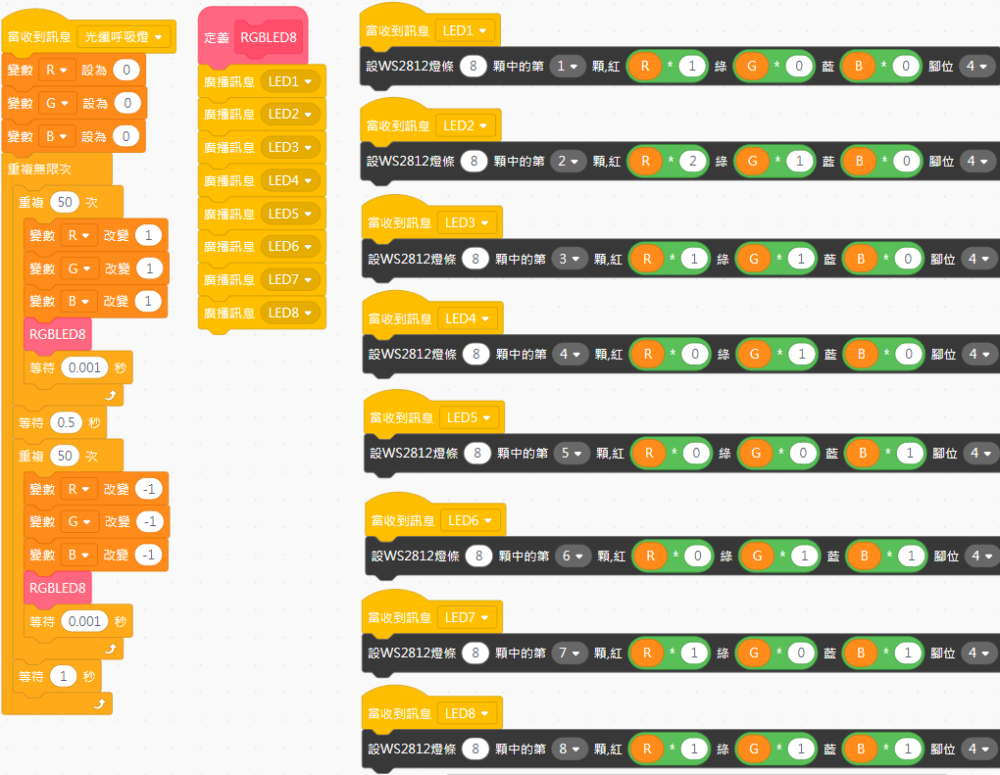 當收到訊息 光纖呼吸燈
變數 R 設為 0
變數 G 設為 0
變數 B 設為 0
重複無限次
重複 50 次
變數 R 改變 1
變數 G 改變 1
變數 B 改變 1
RGBLED8
等待 0.001 秒
等待 0.5 秒
重複 50 次
變數 R 改變 -1
變數 G 改變 -1
變數 B 改變 -1
RGBLED8
等待 0.001 秒
等待 1 秒
定義 RGBLED8
廣播訊息 LED1
廣播訊息 LED2
廣播訊息 LED3
廣播訊息 LED4
廣播訊息 LED5
廣播訊息 LED6
廣播訊息 LED7
廣播訊息 LED8
當收到訊息 LED1
設WS2812燈條 8 顆中的第 1 顆,紅 R * 1 綠 G * 0 藍 B * 0 腳位 4
當收到訊息 LED2
設WS2812燈條 8 顆中的第 2 顆,紅 R * 2 綠 G * 1 藍 B * 0 腳位 4
當收到訊息 LED3
設WS2812燈條 8 顆中的第 3 顆,紅 R * 1 綠 G * 1 藍 B * 0 腳位 4
當收到訊息 LED4
設WS2812燈條 8 顆中的第 4 顆,紅 R * 0 綠 G * 1 藍 B * 0 腳位 4
當收到訊息 LED5
設WS2812燈條 8 顆中的第 5 顆,紅 R * 0 綠 G * 0 藍 B * 1 腳位 4
當收到訊息 LED6
設WS2812燈條 8 顆中的第 6 顆,紅 R * 0 綠 G * 1 藍 B * 1 腳位 4
當收到訊息 LED7
設WS2812燈條 8 顆中的第 7 顆,紅 R * 1 綠 G * 0 藍 B * 1 腳位 4
當收到訊息 LED8
設WS2812燈條 8 顆中的第 8 顆,紅 R * 1 綠 G * 1 藍 B * 1 腳位 4